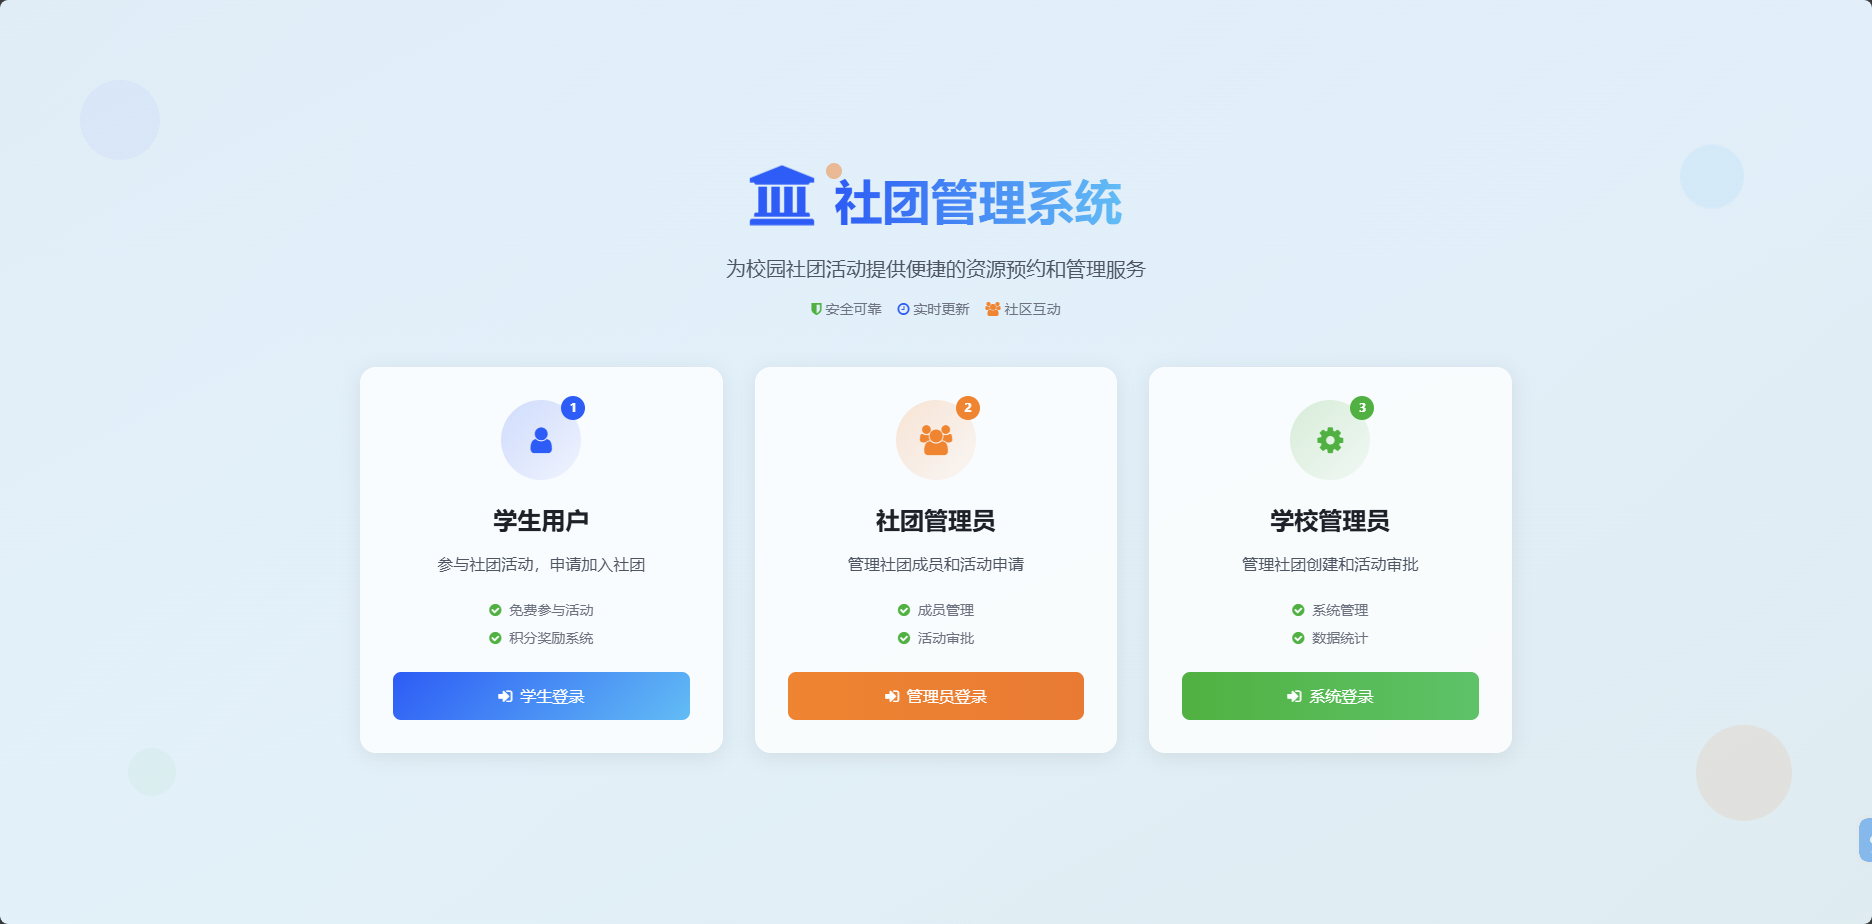 社团管理系统
为校园社团活动提供便捷的资源预约和管理服务
安全可靠 实时更新 社区互动
1
学生用户
参与社团活动，申请加入社团
免费参与活动
积分奖励系统
学生登录
2
社团管理员
管理社团成员和活动申请
成员管理
活动审批
管理员登录
3
学校管理员
管理社团创建和活动审批
系统管理
数据统计
系统登录